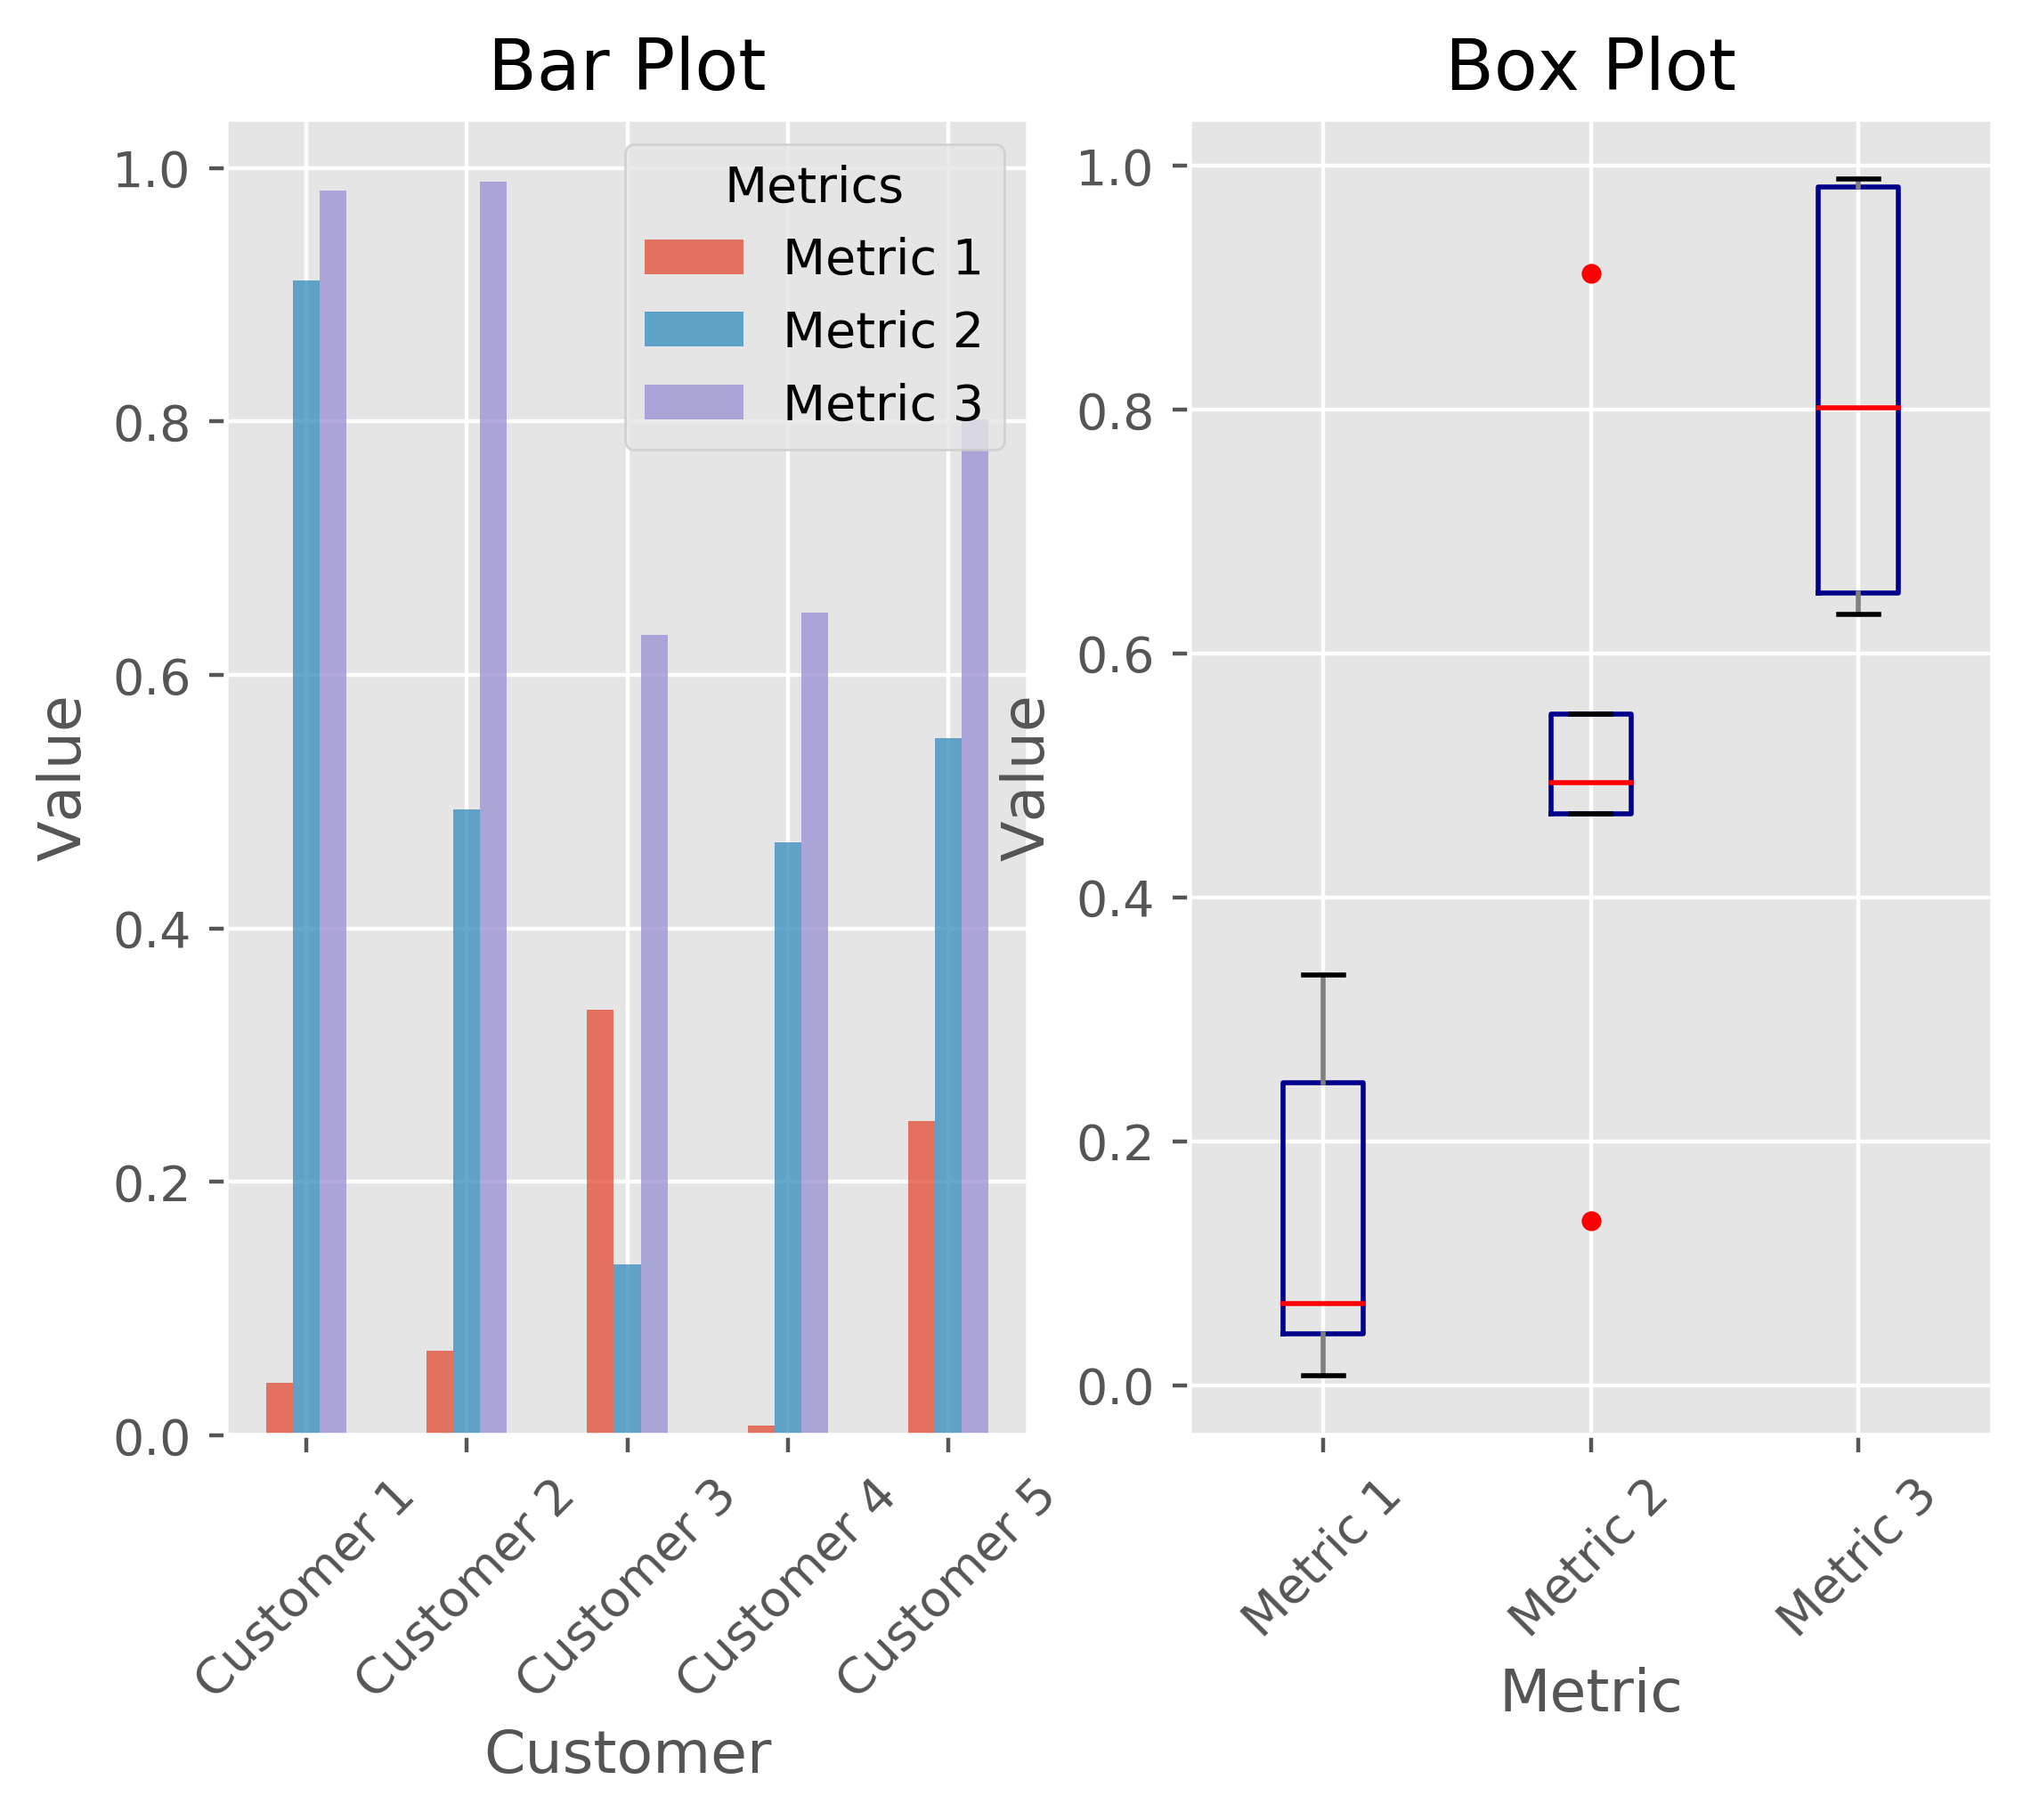 Bar Plot
1.0
0.8
0.6
0.4
0.2
0.0
Value
Metrics
Metric 1
Metric 2
Metric 3
Customer 1
Customer 2
Customer 3
Customer 4
Customer 5
Customer
Box Plot
1.0
0.8
0.6
0.4
0.2
0.0
Value
Metric 1
Metric 2
Metric 3
Metric